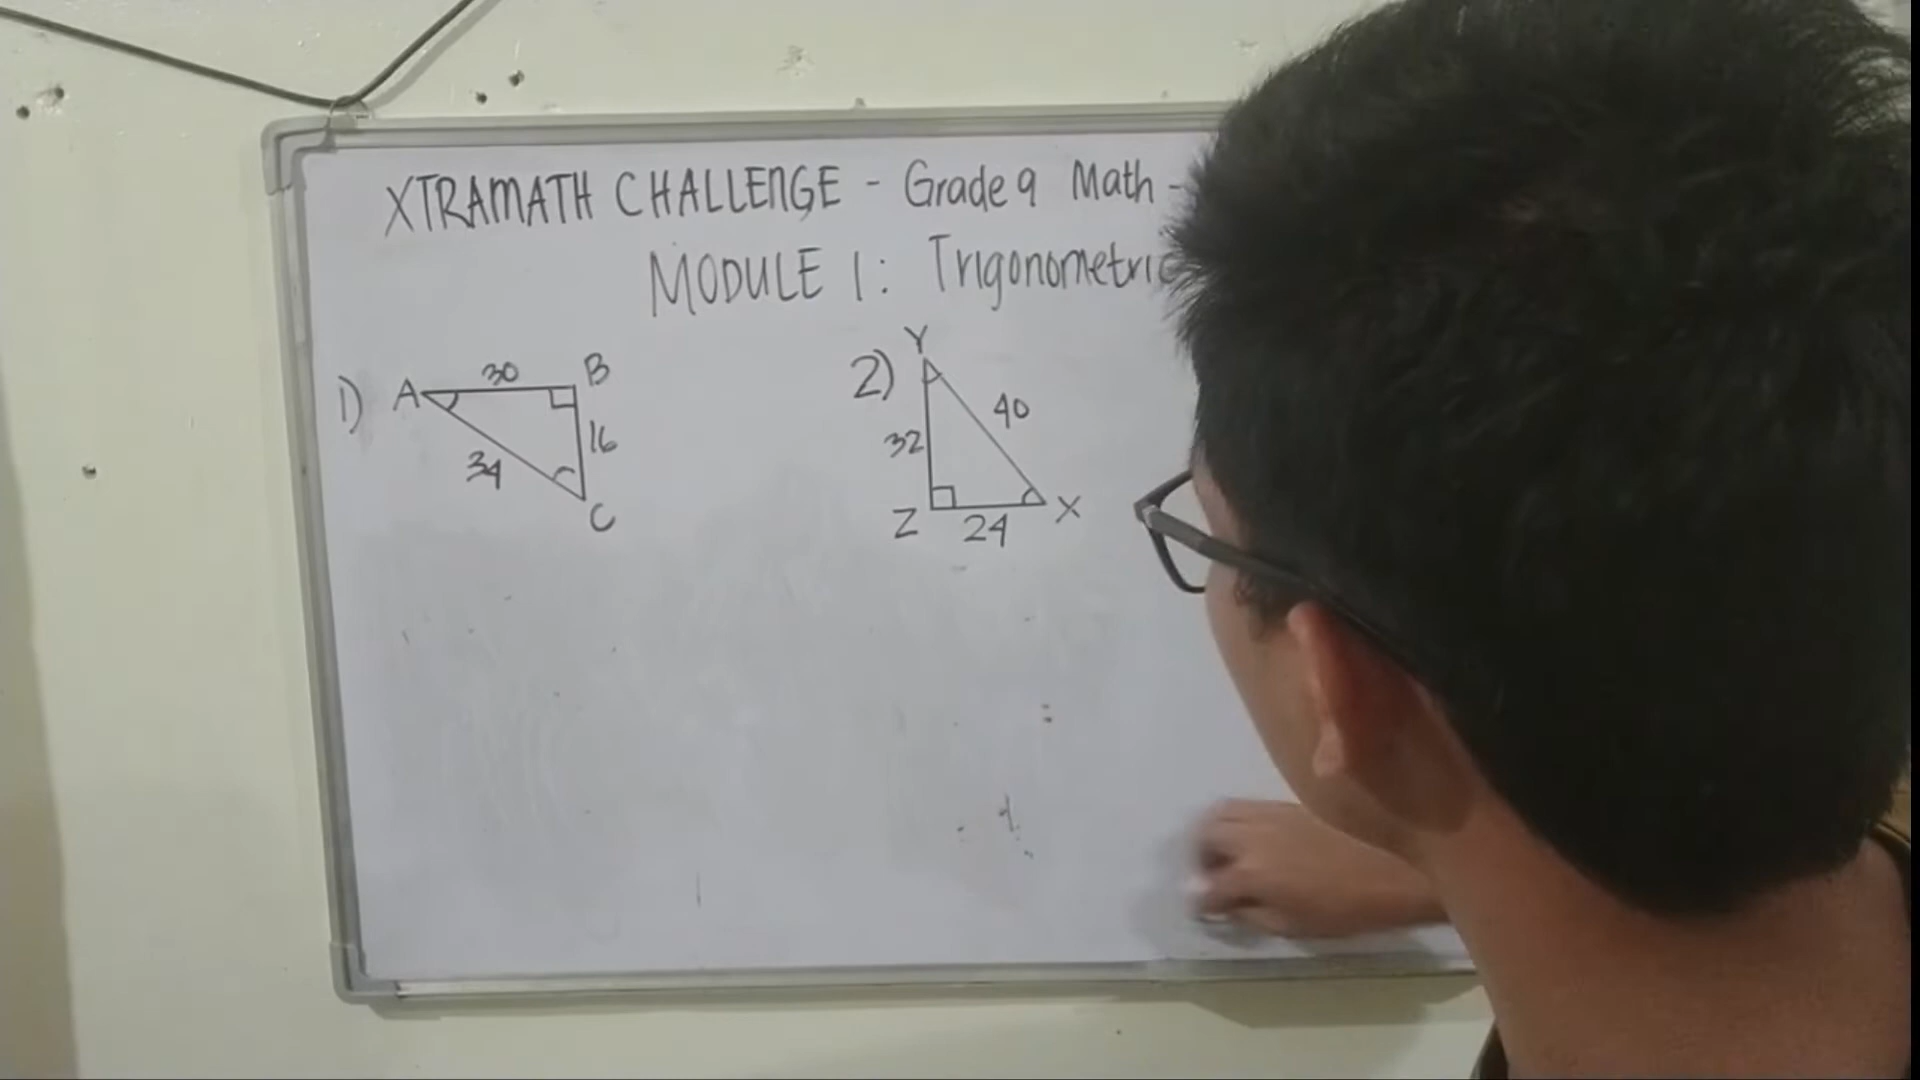 XTRAMATH CHALLENGE - Grade 9 Math -
MODULE 1: Trigonometric
1) A 30 B
16
34
C
2) Y
40
32
Z 24 X